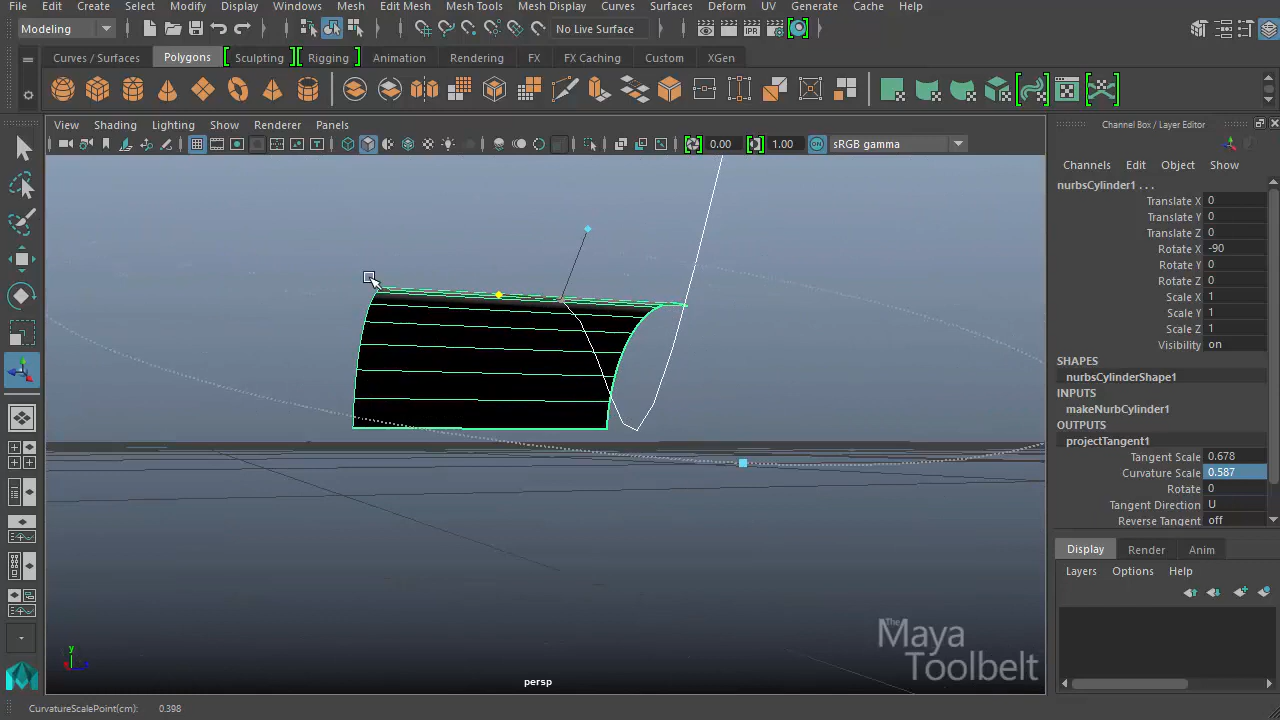 File Edit Create Select Modify Display Windows Mesh Edit Mesh Mesh Tools Mesh Display Curves Surfaces Deform UV Generate Cache Help
Modeling No Live Surface
Curves / Surfaces Polygons Sculpting Rigging Animation Rendering FX FX Caching Custom XGen
View Shading Lighting Show Renderer Panels
0.00 1.00 ON sRGB gamma
Channel Box / Layer Editor
Channels Edit Object Show
nurbsCylinder1 . . .
Translate X 0
Translate Y 0
Translate Z 0
Rotate X -90
Rotate Y 0
Rotate Z 0
Scale X 1
Scale Y 1
Scale Z 1
Visibility on
SHAPES
nurbsCylinderShape1
INPUTS
makeNurbCylinder1
OUTPUTS
projectTangent1
Tangent Scale 0.678
Curvature Scale 0.587
Rotate 0
Tangent Direction U
Reverse Tangent off
Display Render Anim
Layers Options Help
The
Maya
Toolbelt
y
persp
CurvatureScalePoint(cm): 0.398